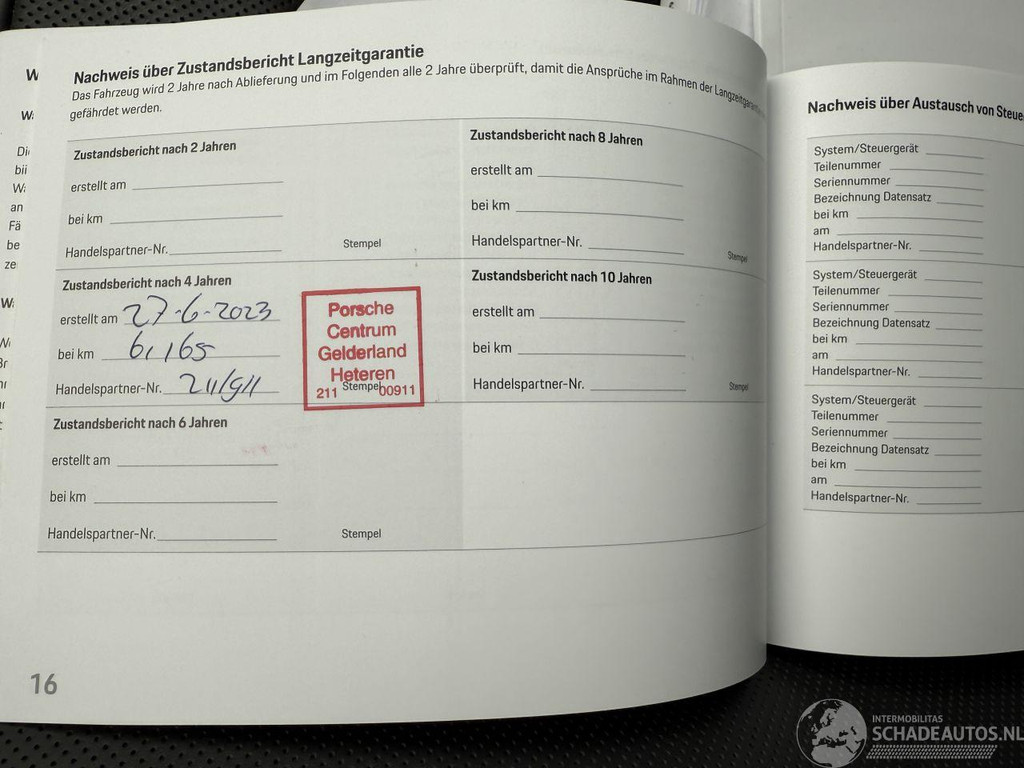 Nachweis über Zustandsbericht Langzeitgarantie
Das Fahrzeug wird 2 Jahre nach Ablieferung und im Folgenden alle 2 Jahre überprüft, damit die Ansprüche im Rahmen der
gefährdet werden.
Zustandsbericht nach 2 Jahren
erstellt am
bei km
Handelspartner-Nr.
Stempel
Zustandsbericht nach 4 Jahren
erstellt am 27-6-2023
bei km 61165
Handelspartner-Nr. 211/911
Porsche
Centrum
Gelderland
Heteren
211 Stempel 00911
Zustandsbericht nach 6 Jahren
erstellt am
bei km
Handelspartner-Nr.
Stempel
Zustandsbericht nach 8 Jahren
erstellt am
bei km
Handelspartner-Nr.
Stempel
Zustandsbericht nach 10 Jahren
erstellt am
bei km
Handelspartner-Nr.
Stempel
16
Nachweis über Austausch von Steue
System/Steuergerät
Teilenummer
Seriennummer
Bezeichnung Datensatz
bei km
am
Handelspartner-Nr.
System/Steuergerät
Teilenummer
Seriennummer
Bezeichnung Datensatz
bei km
am
Handelspartner-Nr.
System/Steuergerät
Teilenummer
Seriennummer
Bezeichnung Datensatz
bei km
am
Handelspartner-Nr.
INTERMOBILITAS
SCHADEAUTOS.NL